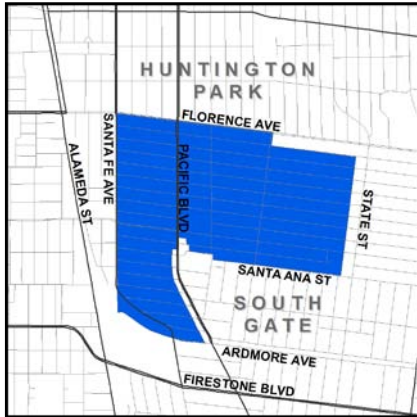 HUNTINGTON
PARK
FLORENCE AVE
SANTA FE AVE
PACIFIC BLVD
ALAMEDA ST
STATE ST
SANTA ANA ST
SOUTH
GATE
ARDMORE AVE
FIRESTONE BLVD